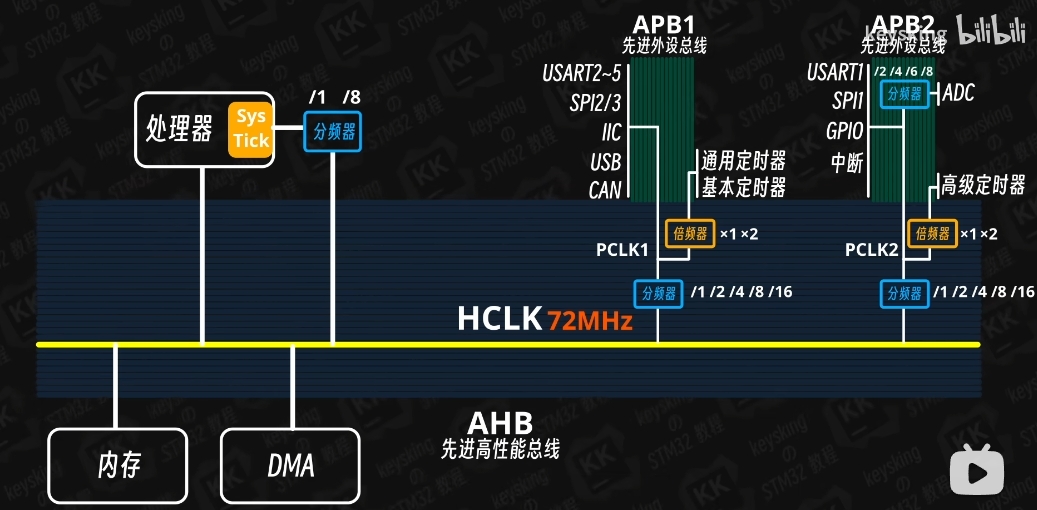 APB1
先进外设总线
APB2
先进外设总线
keysking bilibili
USART2~5
SPI2/3
IIC
USB
CAN
通用定时器
基本定时器
倍频器 ×1 ×2
PCLK1
分频器 /1 /2 /4 /8 /16
USART1
SPI1
GPIO
中断
/2 /4 /6 /8
分频器
ADC
高级定时器
倍频器 ×1 ×2
PCLK2
分频器 /1 /2 /4 /8 /16
处理器
Sys
Tick
/1 /8
分频器
HCLK 72MHz
AHB
先进高性能总线
内存
DMA